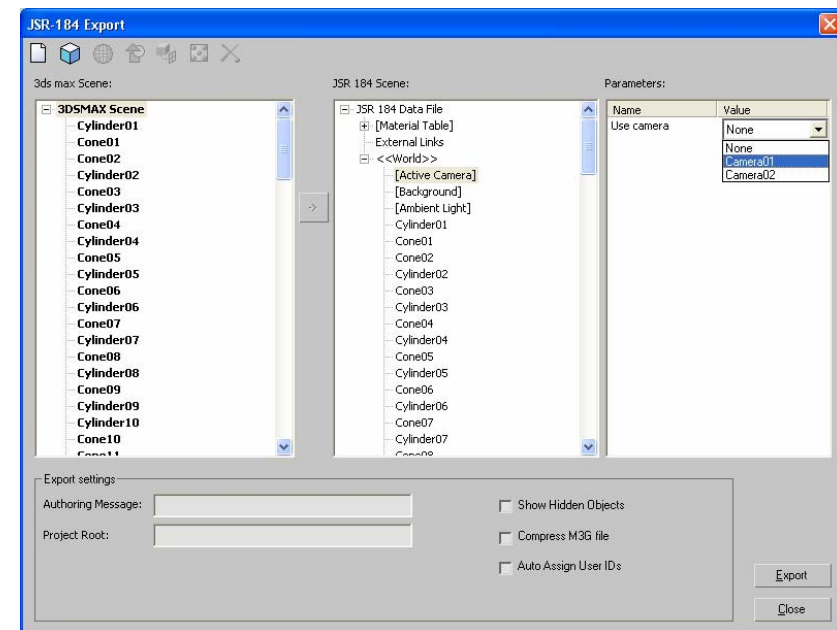 JSR-184 Export
3ds max Scene:
3DSMAX Scene
Cylinder01
Cone01
Cone02
Cylinder02
Cone03
Cylinder03
Cone04
Cylinder04
Cone05
Cylinder05
Cone06
Cylinder06
Cone07
Cylinder07
Cone08
Cylinder08
Cone09
Cylinder09
Cylinder10
Cone10
Cone11
JSR 184 Scene:
JSR 184 Data File
[Material Table]
External Links
<<World>>
[Active Camera]
[Background]
[Ambient Light]
Cylinder01
Cone01
Cone02
Cylinder02
Cone03
Cylinder03
Cone04
Cylinder04
Cone05
Cylinder05
Cone06
Cylinder06
Cone07
Cylinder07
Cone08
Parameters:
Name Value
Use camera None
None
Camera01
Camera02
Export settings
Authoring Message:
Project Root:
Show Hidden Objects
Compress M3G file
Auto Assign User IDs
Export
Close